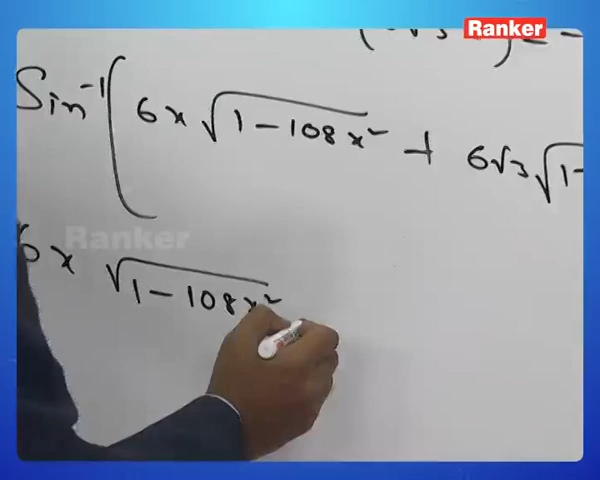 Ranker
Sin⁻¹(6x√(1-108x²) + 6√3√1-
Ranker
6x √(1-108x²)